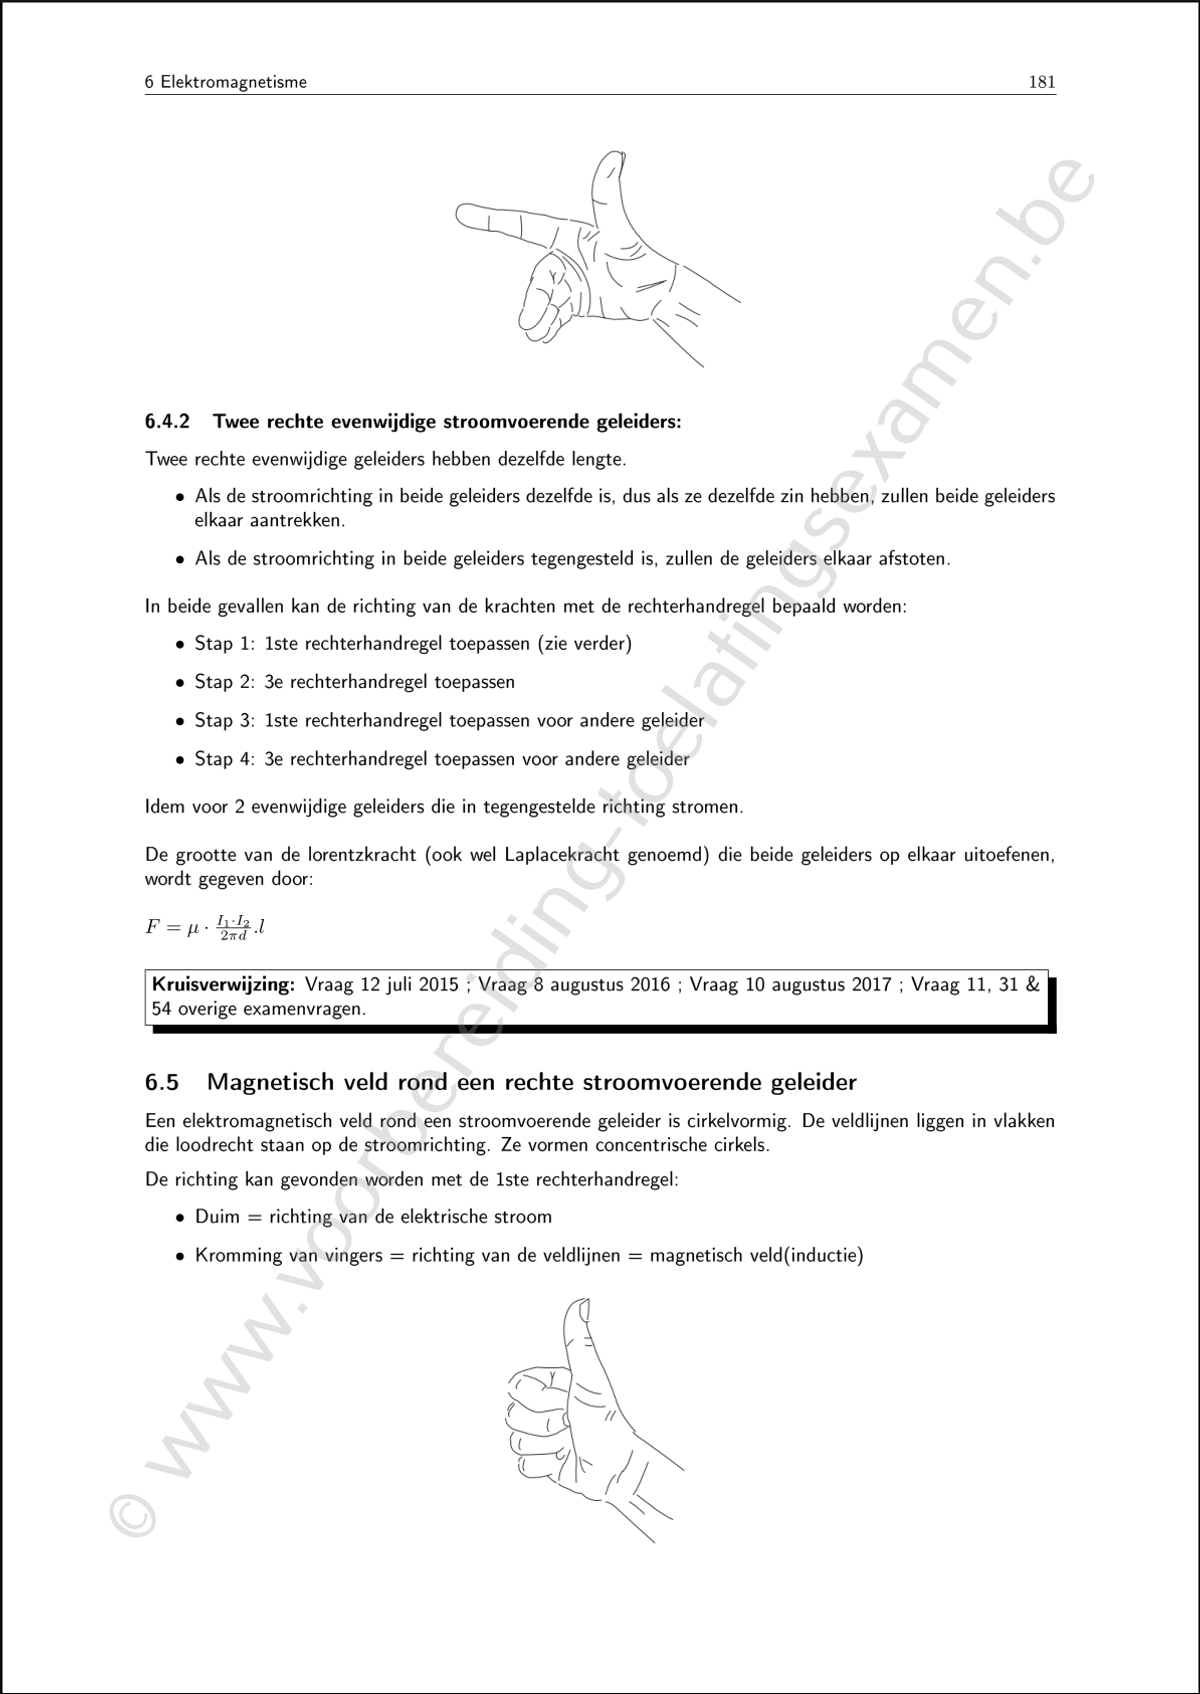 6 Elektromagnetisme 181
6.4.2 Twee rechte evenwijdige stroomvoerende geleiders:
Twee rechte evenwijdige geleiders hebben dezelfde lengte.
• Als de stroomrichting in beide geleiders dezelfde is, dus als ze dezelfde zin hebben, zullen beide geleiders
elkaar aantrekken.
• Als de stroomrichting in beide geleiders tegengesteld is, zullen de geleiders elkaar afstoten.
In beide gevallen kan de richting van de krachten met de rechterhandregel bepaald worden:
• Stap 1: 1ste rechterhandregel toepassen (zie verder)
• Stap 2: 3e rechterhandregel toepassen
• Stap 3: 1ste rechterhandregel toepassen voor andere geleider
• Stap 4: 3e rechterhandregel toepassen voor andere geleider
Idem voor 2 evenwijdige geleiders die in tegengestelde richting stromen.
De grootte van de lorentzkracht (ook wel Laplacekracht genoemd) die beide geleiders op elkaar uitoefenen,
wordt gegeven door:
F = μ · I₁·I₂/2πd .l
Kruisverwijzing: Vraag 12 juli 2015 ; Vraag 8 augustus 2016 ; Vraag 10 augustus 2017 ; Vraag 11, 31 &
54 overige examenvragen.
6.5 Magnetisch veld rond een rechte stroomvoerende geleider
Een elektromagnetisch veld rond een stroomvoerende geleider is cirkelvormig. De veldlijnen liggen in vlakken
die loodrecht staan op de stroomrichting. Ze vormen concentrische cirkels.
De richting kan gevonden worden met de 1ste rechterhandregel:
• Duim = richting van de elektrische stroom
• Kromming van vingers = richting van de veldlijnen = magnetisch veld(inductie)
© www.voorbereiding-toelatingsexamen.be